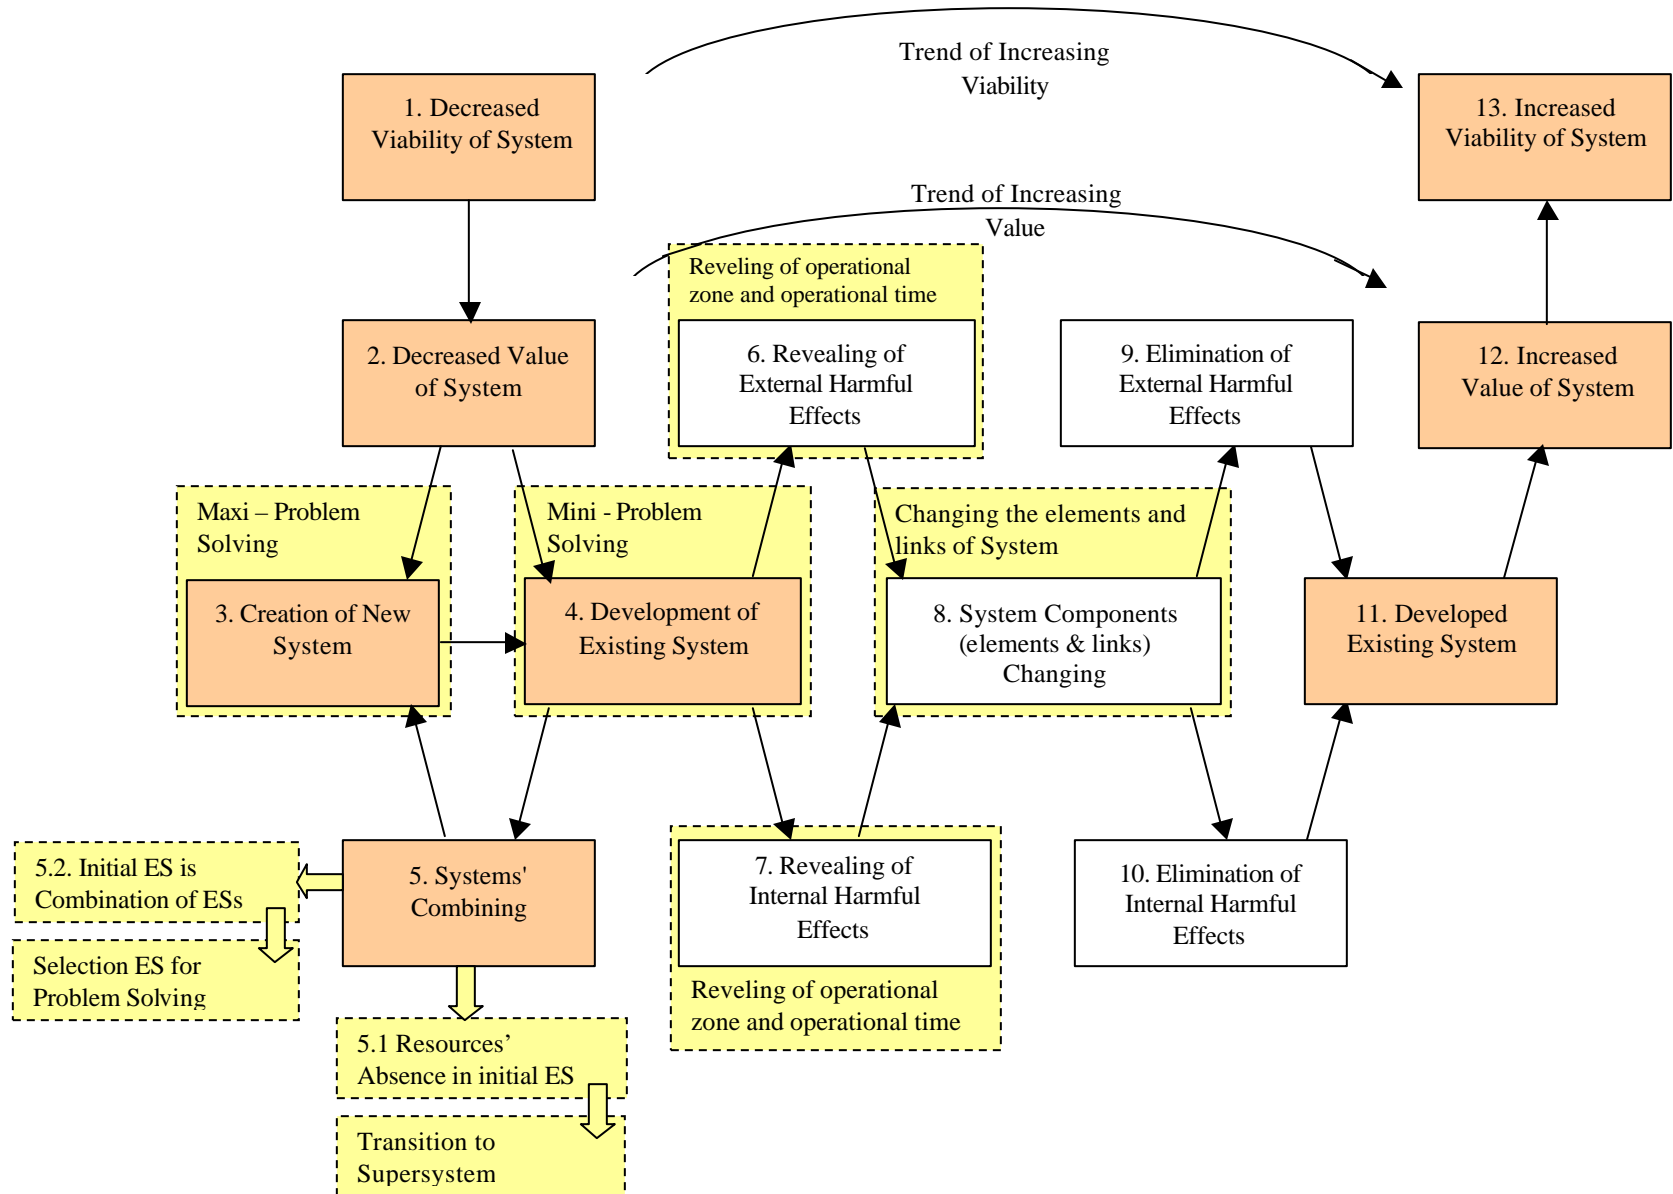 Trend of Increasing
Viability
1. Decreased
Viability of System
13. Increased
Viability of System
Trend of Increasing
Value
Reveling of operational
zone and operational time
2. Decreased Value
of System
6. Revealing of
External Harmful
Effects
9. Elimination of
External Harmful
Effects
12. Increased
Value of System
Maxi – Problem
Solving
Mini - Problem
Solving
Changing the elements and
links of System
3. Creation of New
System
4. Development of
Existing System
8. System Components
(elements & links)
Changing
11. Developed
Existing System
5.2. Initial ES is
Combination of ESs
5. Systems'
Combining
7. Revealing of
Internal Harmful
Effects
10. Elimination of
Internal Harmful
Effects
Selection ES for
Problem Solving
Reveling of operational
zone and operational time
5.1 Resources’
Absence in initial ES
Transition to
Supersystem